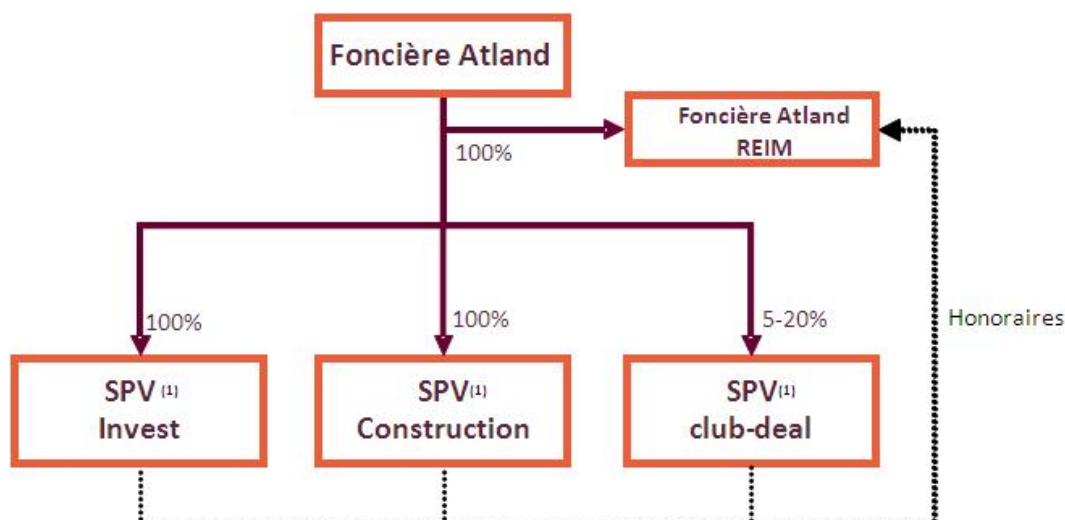 Foncière Atland
Foncière Atland
REIM
100%
100%
100%
5-20%
Honoraires
SPV (1)
Invest
SPV(1)
Construction
SPV(1)
club-deal